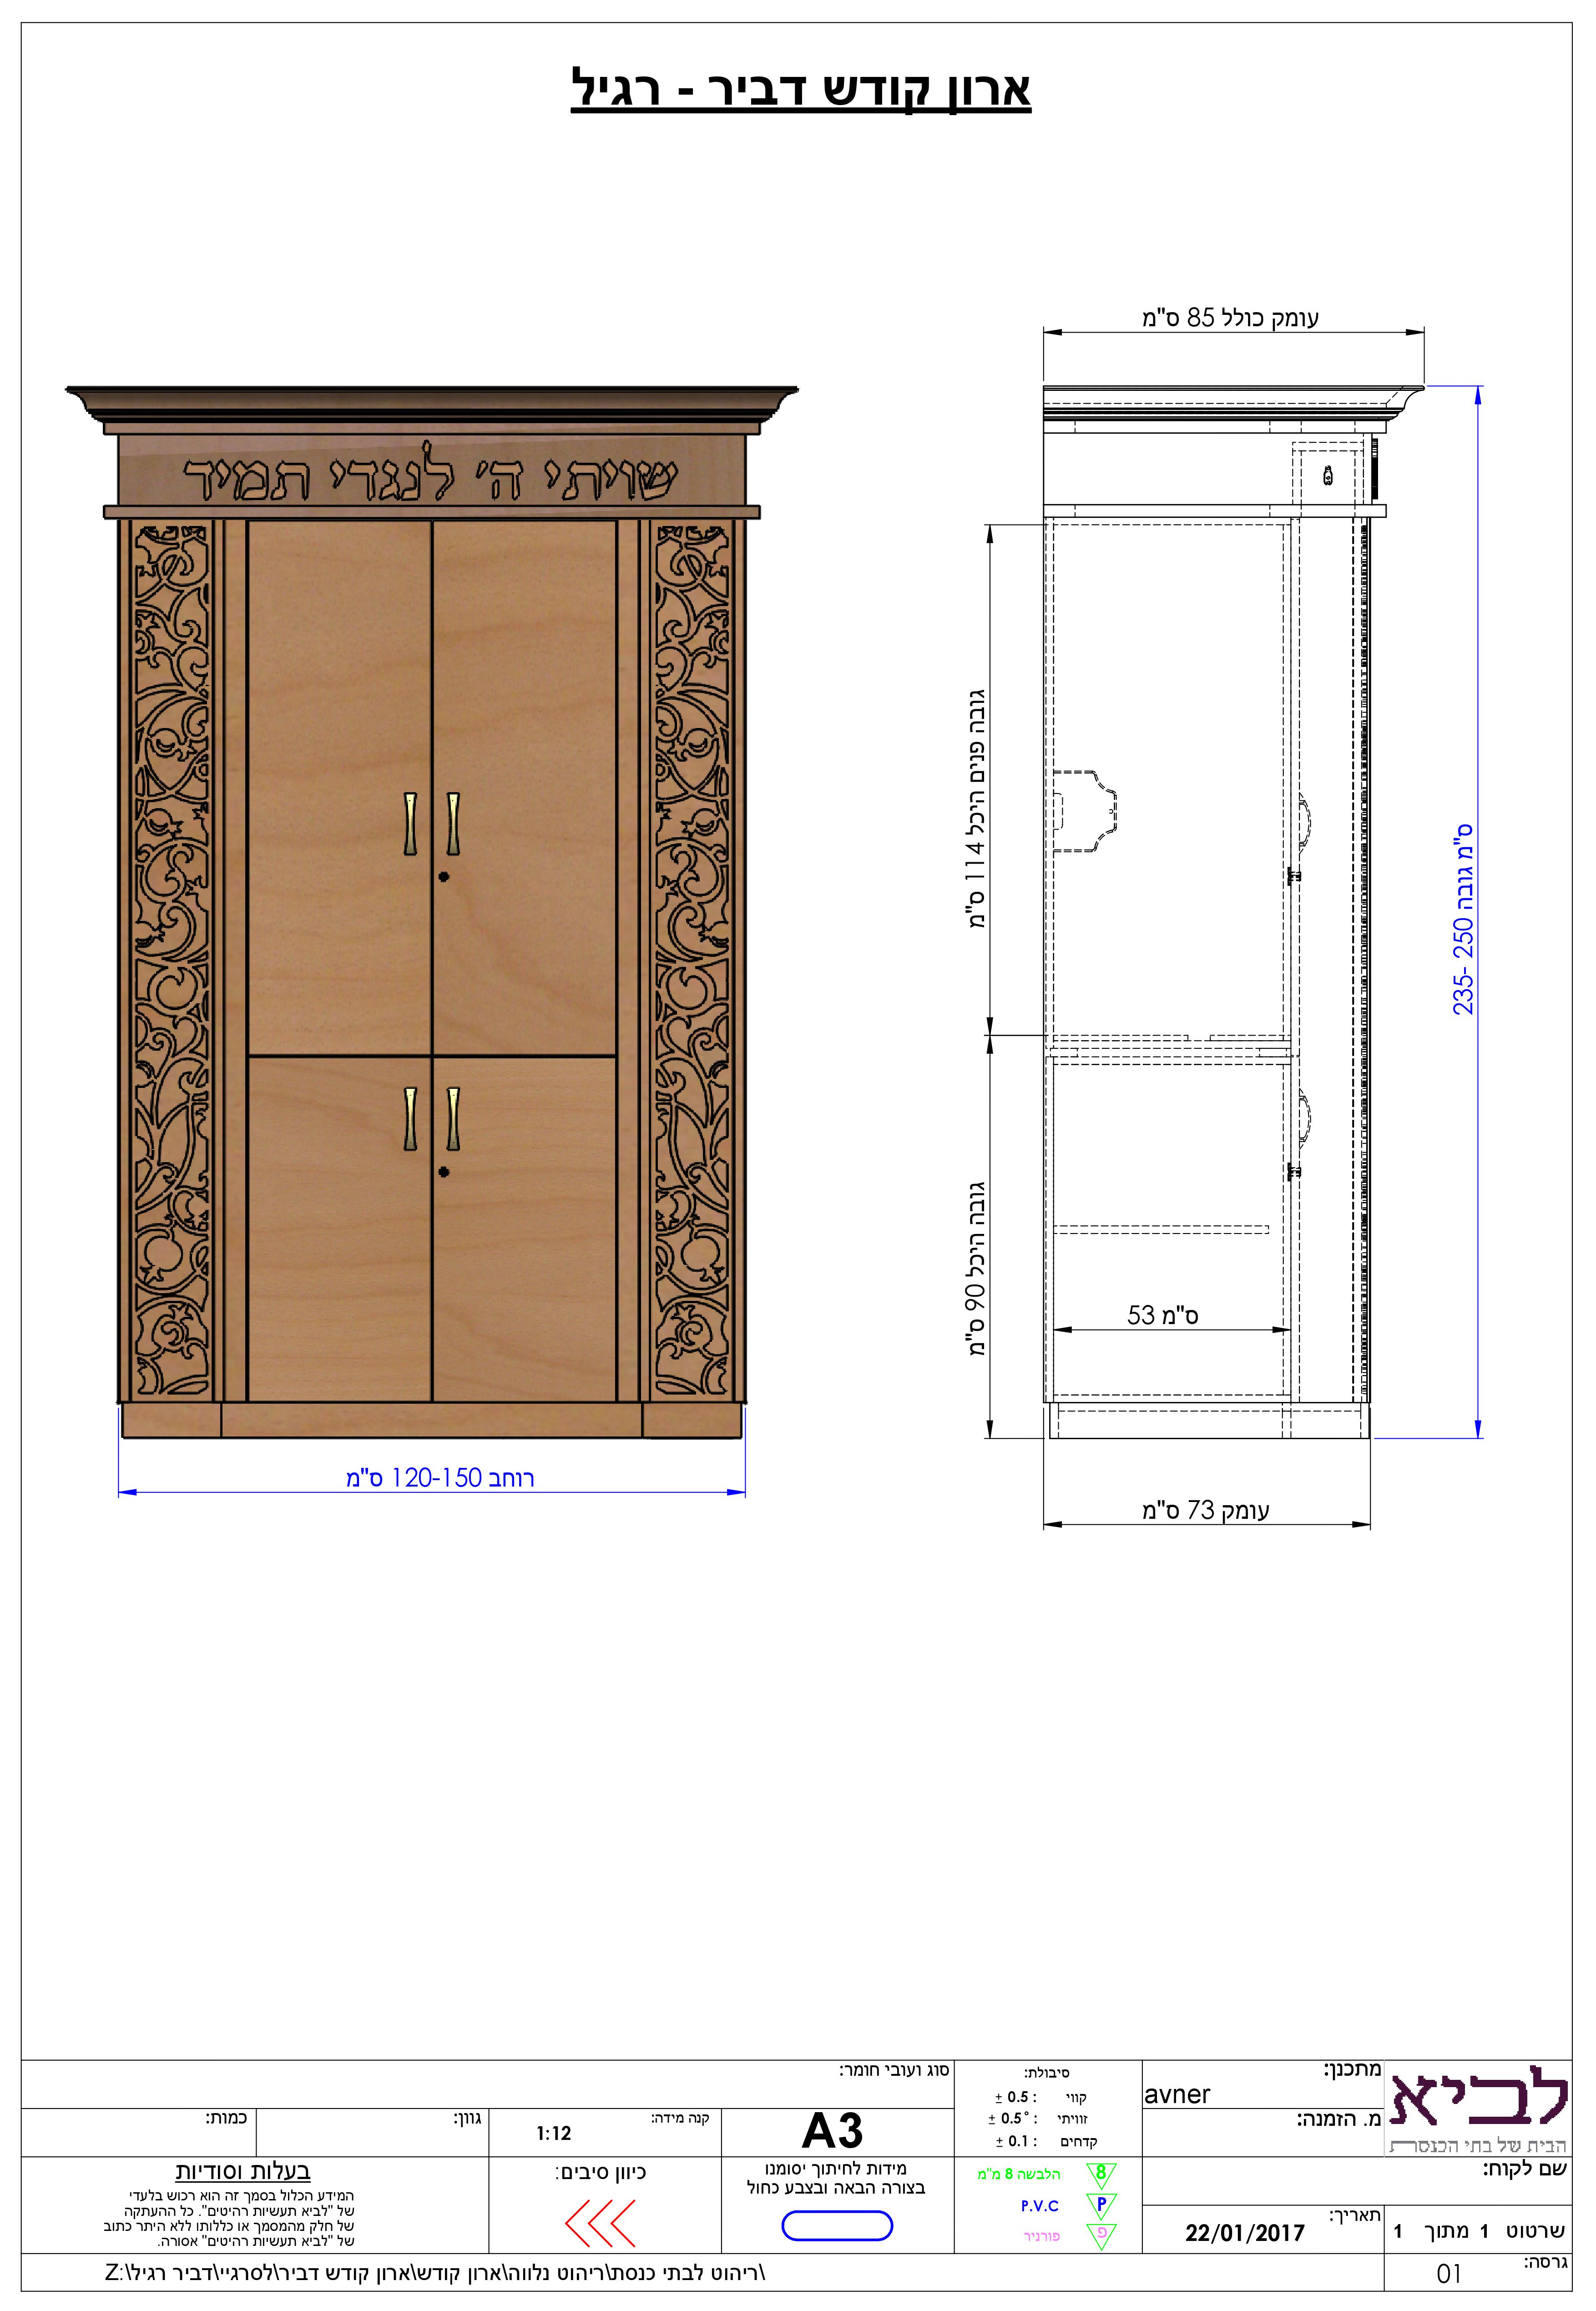 ארון קודש דביר - רגיל
עומק כולל 85 ס"מ
שויתי ה' לנגדי תמיד
גובה פנים היכל 114 ס"מ
ס"מ גובה 250 -235
גובה היכל 90 ס"מ
53 ס"מ
רוחב 120-150 ס"מ
עומק 73 ס"מ
לביא
הבית של בתי הכנסת
מתכנן:
avner
מ. הזמנה:
שם לקוח:
תאריך:
22/01/2017
שרטוט 1 מתוך 1
גרסה:
01
סיבולת:
קווי : 0.5 ±
זוויתי : 0.5° ±
קדחים : 0.1 ±
8 הלבשה 8 מ"מ
P P.V.C
פ פורניר
סוג ועובי חומר:
A3
קנה מידה:
1:12
גוון:
כמות:
מידות לחיתוך יסומנו
בצורה הבאה ובצבע כחול
כיוון סיבים:
בעלות וסודיות
המידע הכלול בסמך זה הוא רכוש בלעדי
של "לביא תעשיות רהיטים". כל ההעתקה
של חלק מהמסמך או כללותו ללא היתר כתוב
של "לביא תעשיות רהיטים" אסורה.
Z:\ריהוט לבתי כנסת\ריהוט נלווה\ארון קודש\ארון קודש דביר\לסרגיי\דביר רגיל\